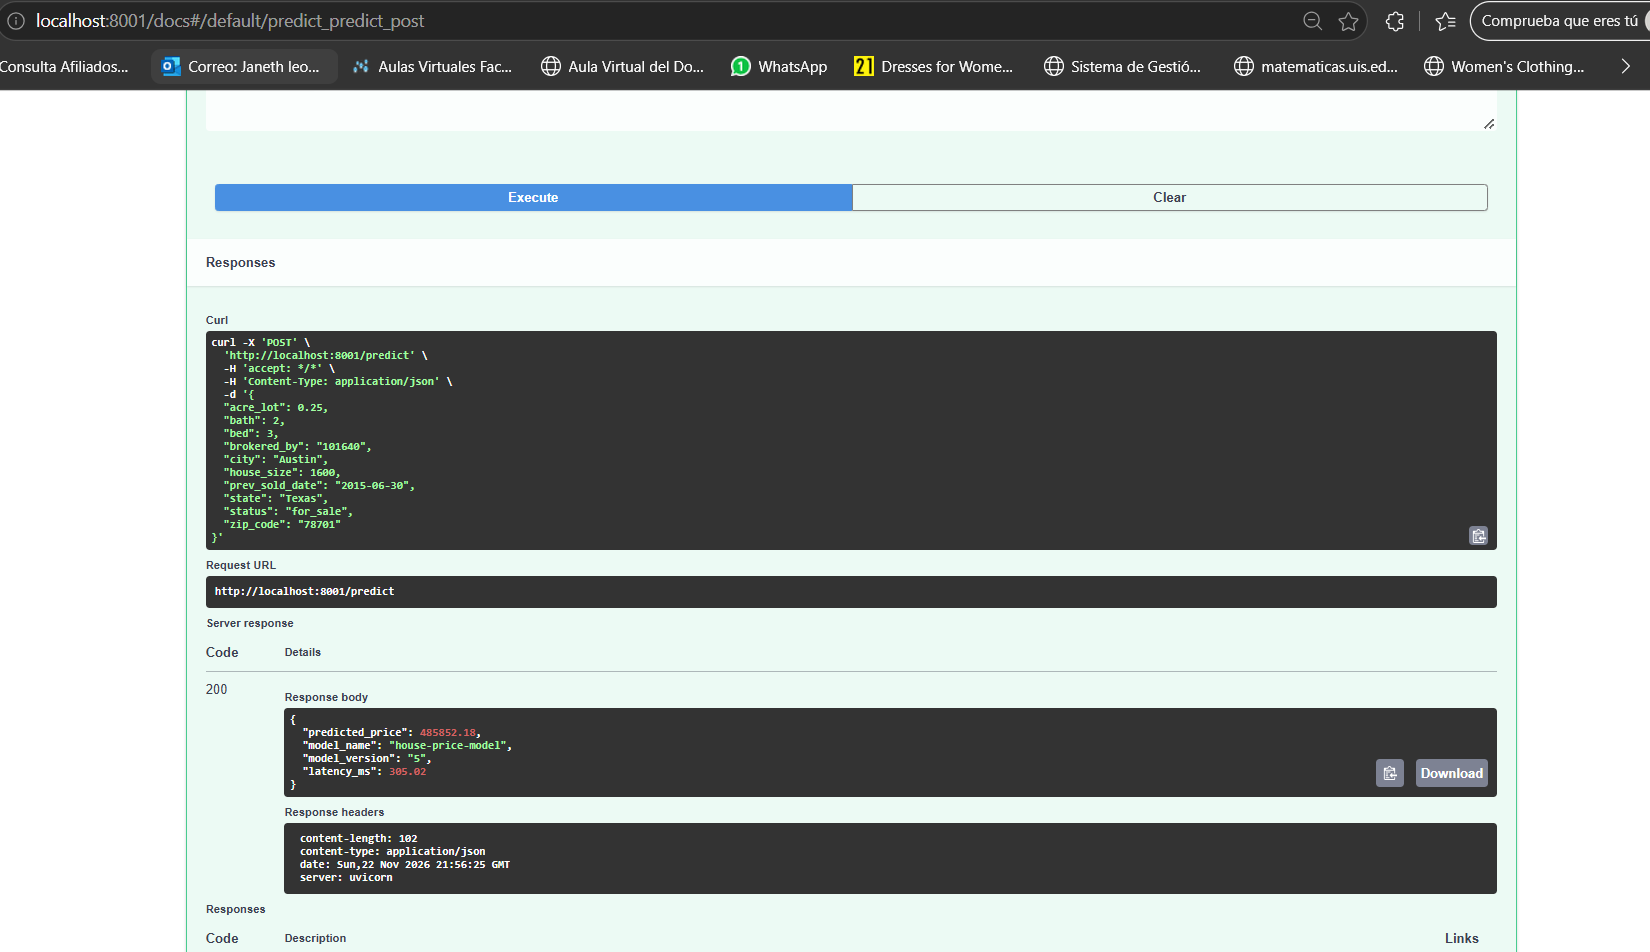 localhost:8001/docs#/default/predict_predict_post
Comprueba que eres tú
Consulta Afiliados...
Correo: Janeth leo...
Aulas Virtuales Fac...
Aula Virtual del Do...
WhatsApp
Dresses for Wome...
Sistema de Gestió...
matematicas.uis.ed...
Women's Clothing...
Execute
Clear
Responses
Curl
curl -X 'POST' \
'http://localhost:8001/predict' \
-H 'accept: */*' \
-H 'Content-Type: application/json' \
-d '{
"acre_lot": 0.25,
"bath": 2,
"bed": 3,
"brokered_by": "101640",
"city": "Austin",
"house_size": 1600,
"prev_sold_date": "2015-06-30",
"state": "Texas",
"status": "for_sale",
"zip_code": "78701"
}'
Request URL
http://localhost:8001/predict
Server response
Code
Details
200
Response body
{
"predicted_price": 485852.18,
"model_name": "house-price-model",
"model_version": "5",
"latency_ms": 305.02
}
Download
Response headers
content-length: 102
content-type: application/json
date: Sun,22 Nov 2026 21:56:25 GMT
server: uvicorn
Responses
Code
Description
Links